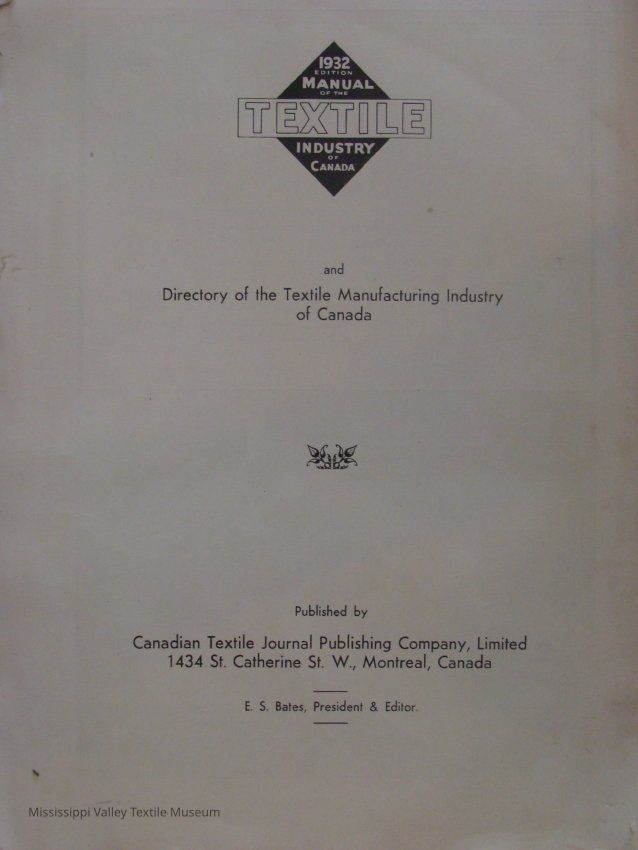 1932
EDITION
MANUAL
OF THE
TEXTILE
INDUSTRY
OF
CANADA
and
Directory of the Textile Manufacturing Industry
of Canada
Published by
Canadian Textile Journal Publishing Company, Limited
1434 St. Catherine St. W., Montreal, Canada
E. S. Bates, President & Editor.
Mississippi Valley Textile Museum